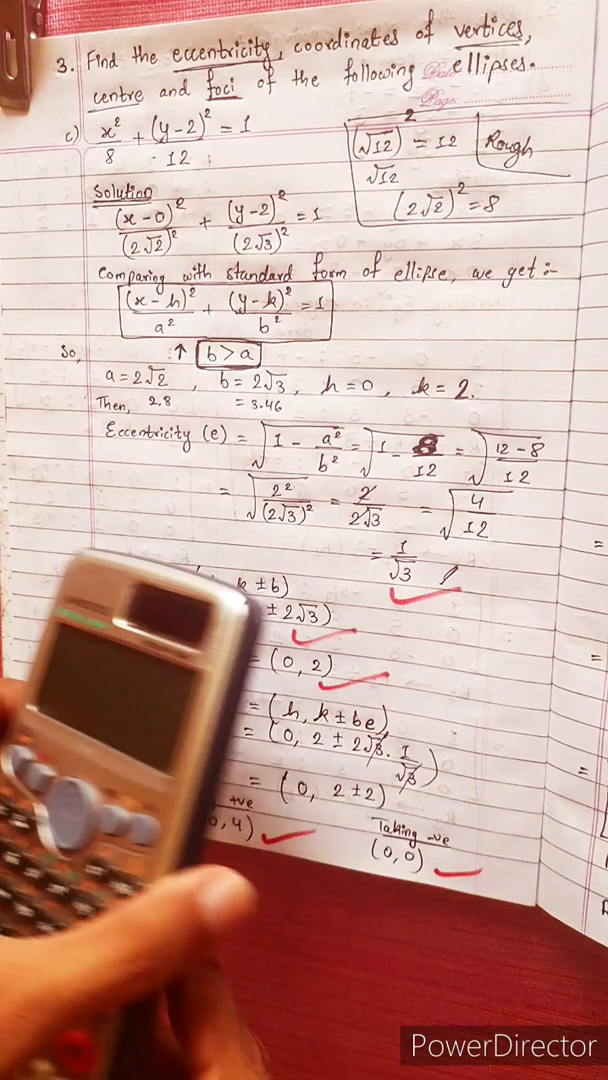 3. Find the eccentricity, coordinates of vertices,
centre and foci of the following ellipses.
Page:
c) x²/8 + (y-2)²/12 = 1
(√12)² = 12
√12
(2√2)² = 8
Rough
Solution
(x-0)²/(2√2)² + (y-2)²/(2√3)² = 1
Comparing with standard form of ellipse, we get :-
(x-h)²/a² + (y-k)²/b² = 1
So, ↑ b > a
a = 2√2 , b = 2√3 , h = 0 , k = 2.
Then, 2.8 = 3.46
Eccentricity (e) = √(1 - a²/b²) = √(1 - 8/12) = √((12-8)/12)
= √(2²/(2√3)²) = 2/2√3 = √(4/12)
= 1/√3
k ± b)
± 2√3)
= (0, 2)
= (h, k ± be)
= (0, 2 ± 2√3 · 1/√3)
= (0, 2 ± 2)
+ve
0, 4)
Taking -ve
(0, 0)
PowerDirector